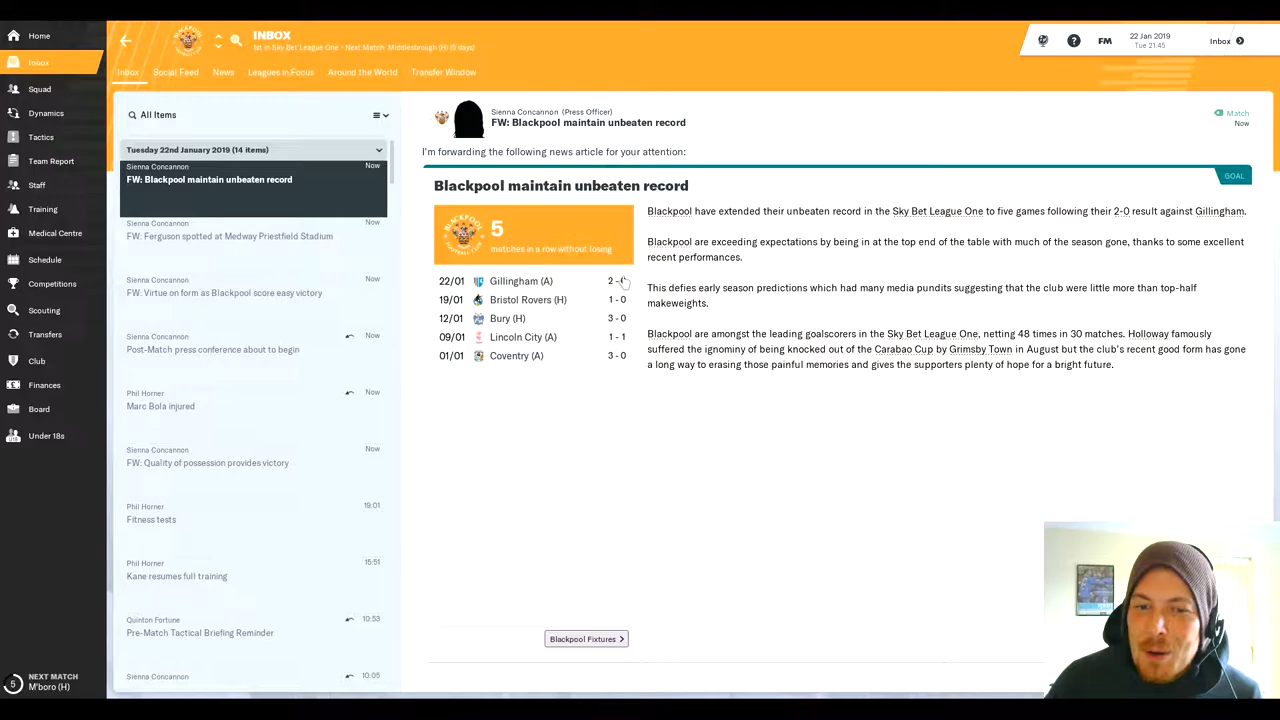 Home
Inbox
Squad
Dynamics
Tactics
Team Report
Staff
Training
Medical Centre
Schedule
Competitions
Scouting
Transfers
Club
Finances
Board
Under 18s
5
NEXT MATCH
M'boro (H)
INBOX
1st in Sky Bet League One - Next Match Middlesbrough (H) (5 days)
Inbox
Social Feed
News
Leagues in Focus
Around the World
Transfer Window
FM
22 Jan 2019
Tue 21.45
Inbox
All Items
Tuesday 22nd January 2019 (14 items)
Sienna Concannon Now
FW: Blackpool maintain unbeaten record
Sienna Concannon Now
FW: Ferguson spotted at Medway Priestfield Stadium
Sienna Concannon Now
FW: Virtue on form as Blackpool score easy victory
Sienna Concannon Now
Post-Match press conference about to begin
Phil Horner Now
Marc Bola injured
Sienna Concannon Now
FW: Quality of possession provides victory
Phil Horner 19:01
Fitness tests
Phil Horner 15:51
Kane resumes full training
Quinton Fortune 10:53
Pre-Match Tactical Briefing Reminder
Sienna Concannon 10:05
Sienna Concannon (Press Officer)
FW: Blackpool maintain unbeaten record
Match
Now
I'm forwarding the following news article for your attention:
GOAL
Blackpool maintain unbeaten record
BLACKPOOL
FOOTBALL CLUB
5
matches in a row without losing
22/01 Gillingham (A) 2 - 0
19/01 Bristol Rovers (H) 1 - 0
12/01 Bury (H) 3 - 0
09/01 Lincoln City (A) 1 - 1
01/01 Coventry (A) 3 - 0
Blackpool Fixtures
Blackpool have extended their unbeaten record in the Sky Bet League One to five games following their 2-0 result against Gillingham.
Blackpool are exceeding expectations by being in at the top end of the table with much of the season gone, thanks to some excellent
recent performances.
This defies early season predictions which had many media pundits suggesting that the club were little more than top-half
makeweights.
Blackpool are amongst the leading goalscorers in the Sky Bet League One, netting 48 times in 30 matches. Holloway famously
suffered the ignominy of being knocked out of the Carabao Cup by Grimsby Town in August but the club's recent good form has gone
a long way to erasing those painful memories and gives the supporters plenty of hope for a bright future.